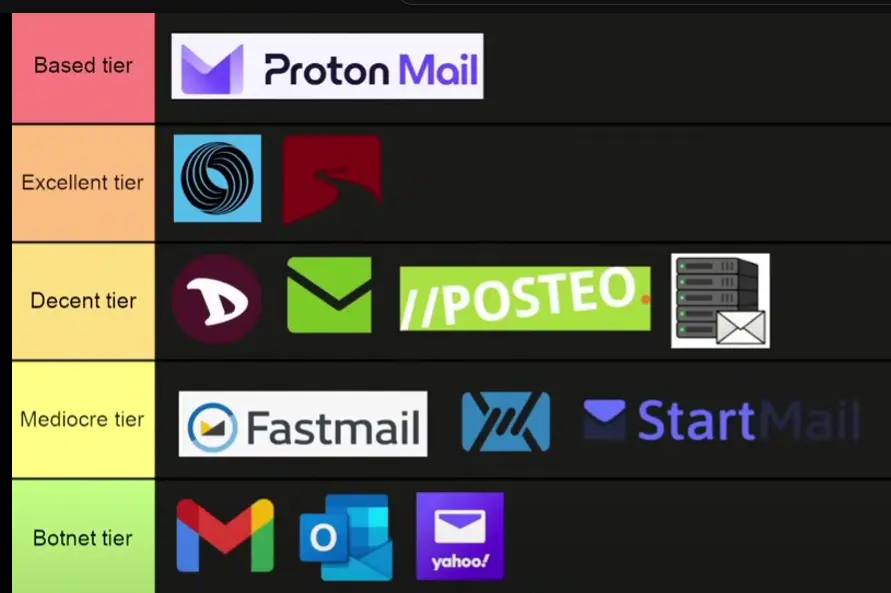 Based tier
Proton Mail
Excellent tier
Decent tier
D
//POSTEO.
Mediocre tier
Fastmail
StartMail
Botnet tier
M
O
yahoo!